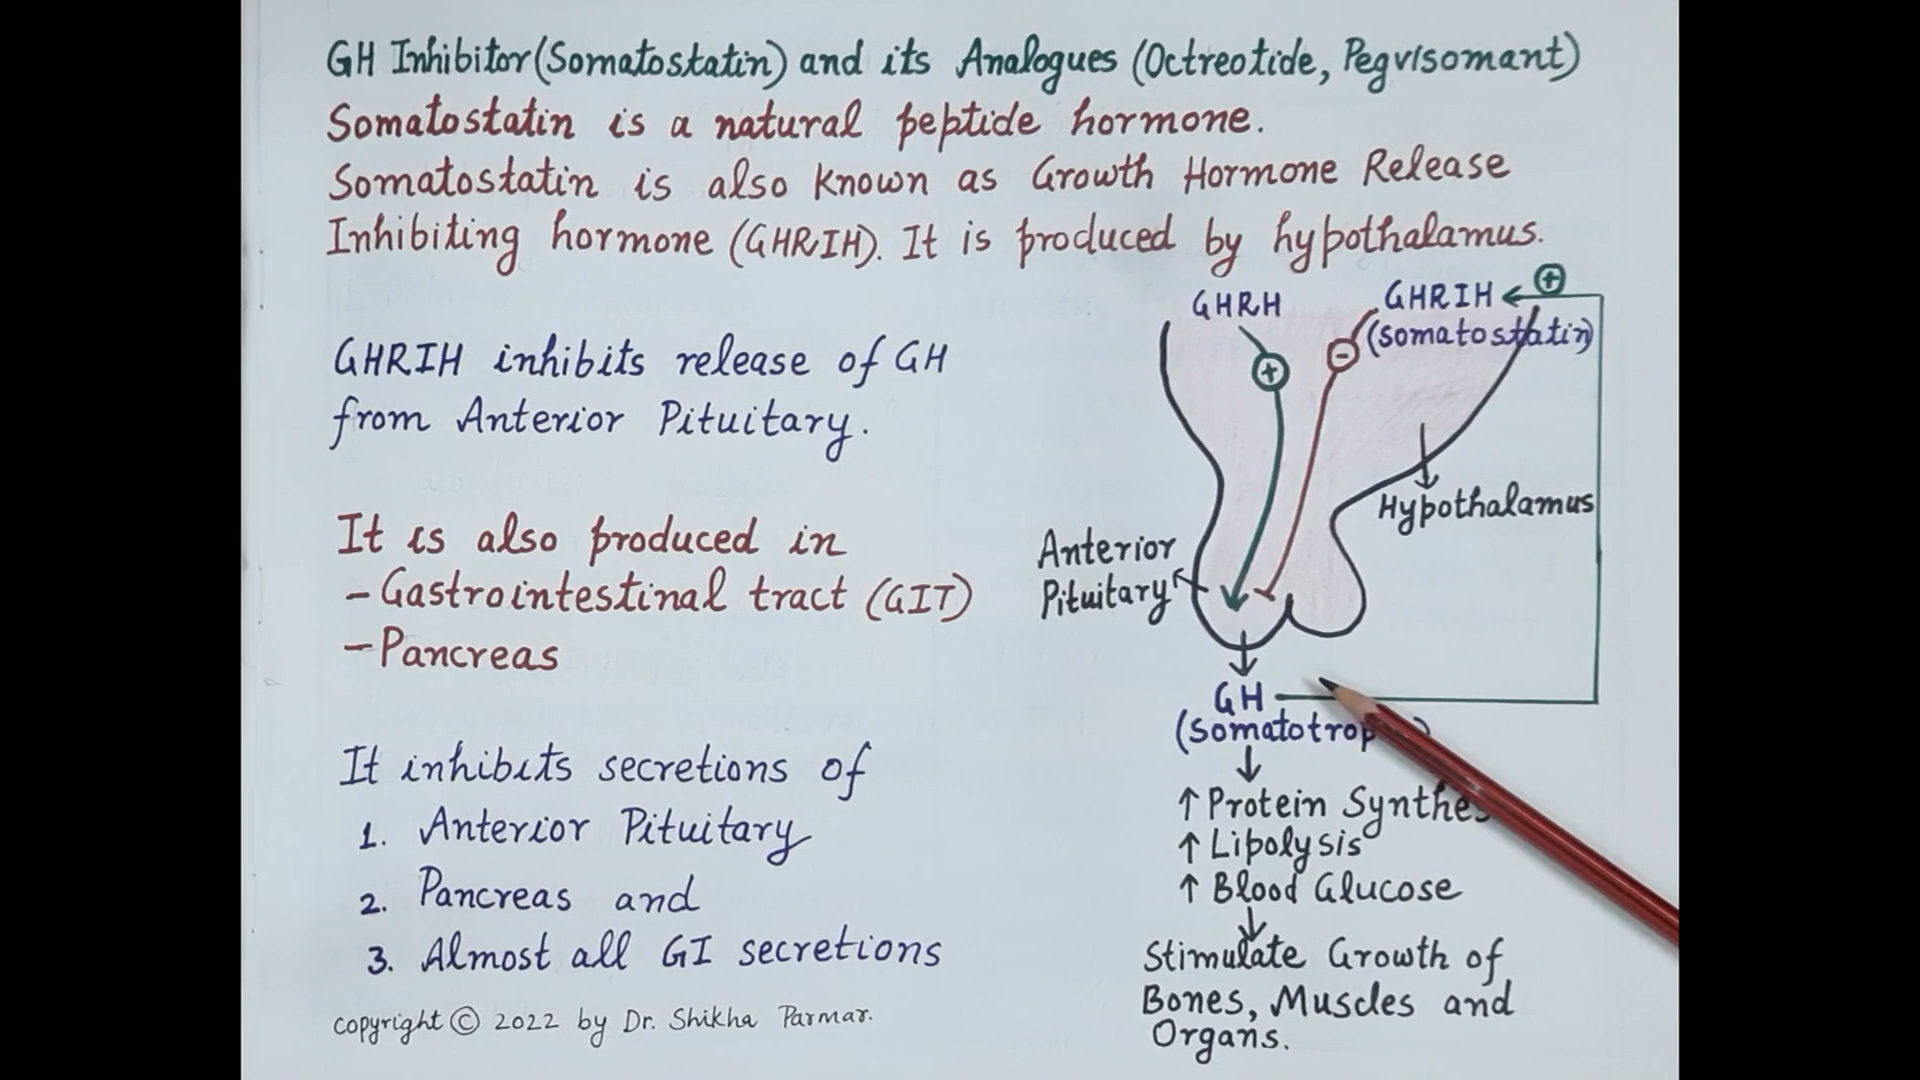 GH Inhibitor(Somatostatin) and its Analogues (Octreotide, Pegvisomant)
Somatostatin is a natural peptide hormone.
Somatostatin is also known as Growth Hormone Release
Inhibiting hormone (GHRIH). It is produced by hypothalamus.
GHRIH inhibits release of GH
from Anterior Pituitary.
It is also produced in
- Gastrointestinal tract (GIT)
- Pancreas
It inhibits secretions of
1. Anterior Pituitary
2. Pancreas and
3. Almost all GI secretions
copyright © 2022 by Dr. Shikha Parmar.
GHRH
GHRIH ← +
(somatostatin)
+
-
Hypothalamus
Anterior
Pituitary
↓
GH
(Somatotrop
↓
↑ Protein Synthes
↑ Lipolysis
↑ Blood Glucose
↓
Stimulate Growth of
Bones, Muscles and
Organs.